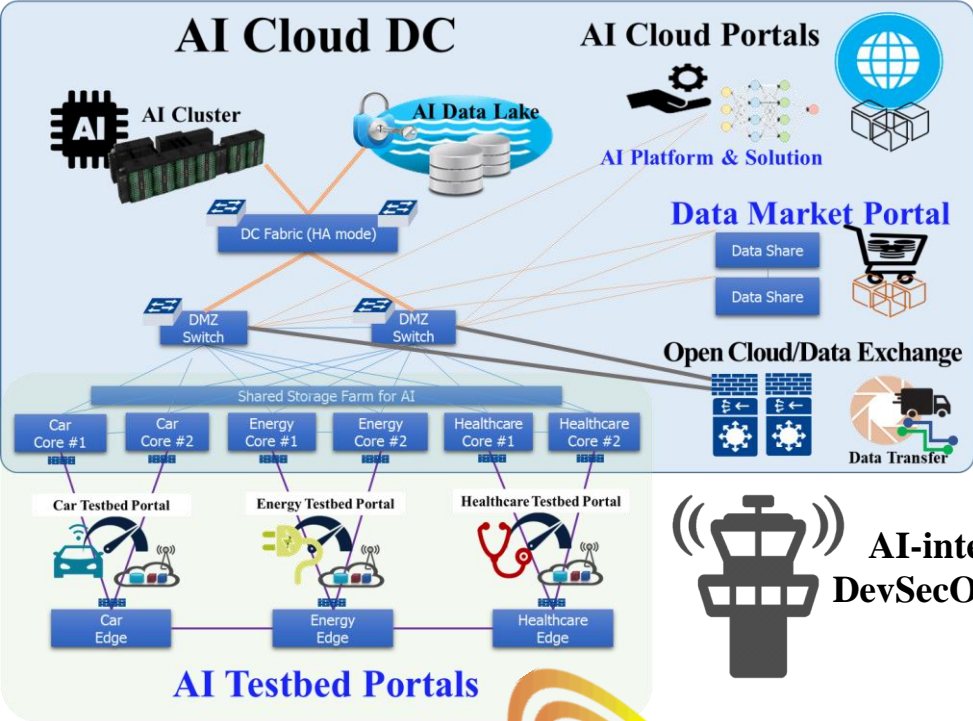 AI Cloud DC
AI Cloud Portals
AI
AI Cluster
AI Data Lake
AI Platform & Solution
DC Fabric (HA mode)
Data Market Portal
Data Share
Data Share
DMZ
Switch
DMZ
Switch
Open Cloud/Data Exchange
Data Transfer
Shared Storage Farm for AI
Car
Core #1
Car
Core #2
Energy
Core #1
Energy
Core #2
Healthcare
Core #1
Healthcare
Core #2
Car Testbed Portal
Energy Testbed Portal
Healthcare Testbed Portal
AI-inte
DevSecO
Car
Edge
Energy
Edge
Healthcare
Edge
AI Testbed Portals